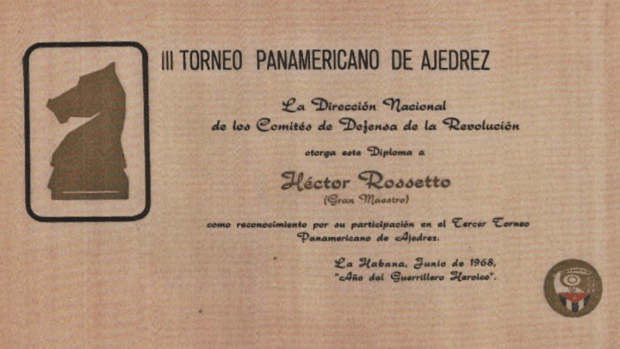 III TORNEO PANAMERICANO DE AJEDREZ
La Dirección Nacional
de los Comités de Defensa de la Revolución
otorga este Diploma a
Héctor Rossetto
(Gran Maestro)
como reconocimiento por su participación en el Tercer Torneo
Panamericano de Ajedrez.
La Habana, Junio de 1968,
"Año del Guerrillero Heroico".